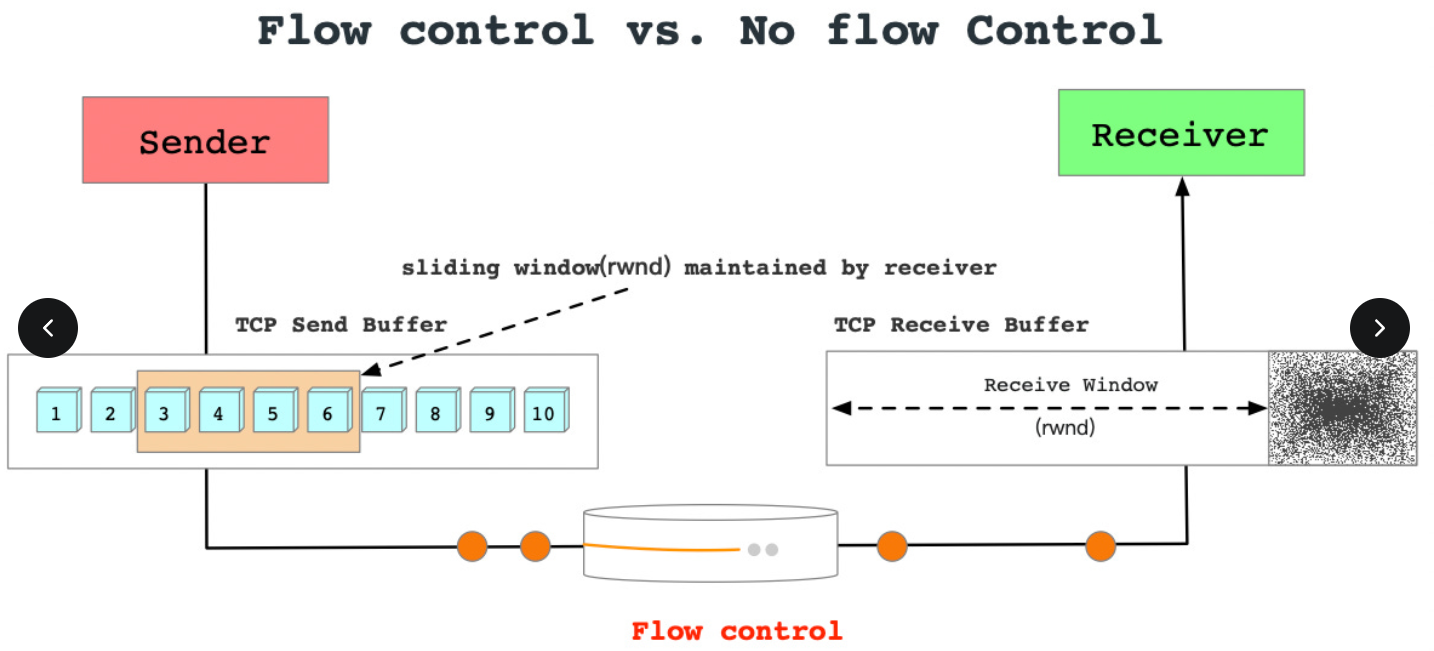 Flow control vs. No flow Control
Sender
Receiver
sliding window(rwnd) maintained by receiver
TCP Send Buffer
TCP Receive Buffer
1 2 3 4 5 6 7 8 9 10
Receive Window
(rwnd)
Flow control